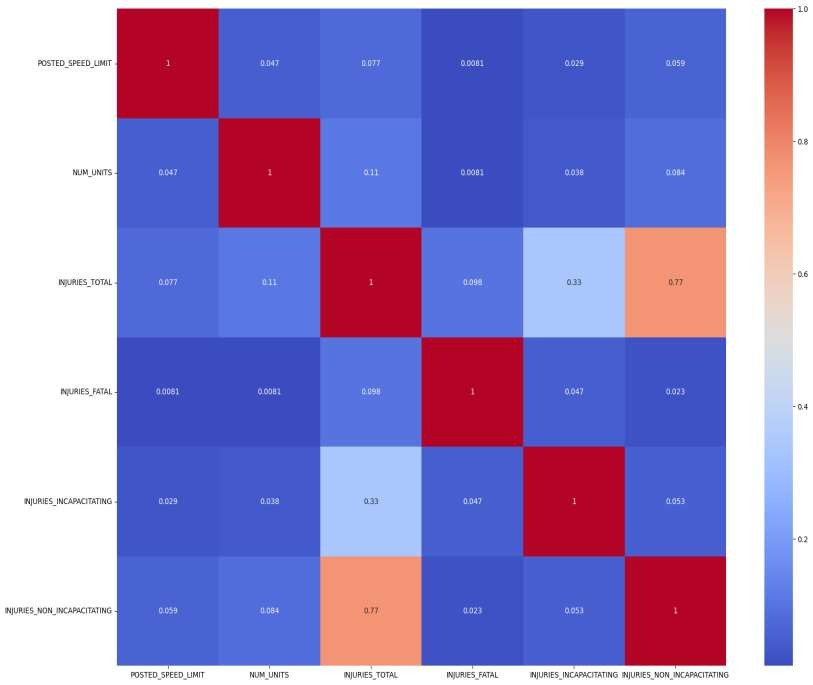 POSTED_SPEED_LIMIT 1 0.047 0.077 0.0081 0.029 0.059
NUM_UNITS 0.047 1 0.11 0.0081 0.038 0.084
INJURIES_TOTAL 0.077 0.11 1 0.098 0.33 0.77
INJURIES_FATAL 0.0081 0.0081 0.098 1 0.047 0.023
INJURIES_INCAPACITATING 0.029 0.038 0.33 0.047 1 0.053
INJURIES_NON_INCAPACITATING 0.059 0.084 0.77 0.023 0.053 1
POSTED_SPEED_LIMIT NUM_UNITS INJURIES_TOTAL INJURIES_FATAL INJURIES_INCAPACITATING INJURIES_NON_INCAPACITATING
1.0
0.8
0.6
0.4
0.2